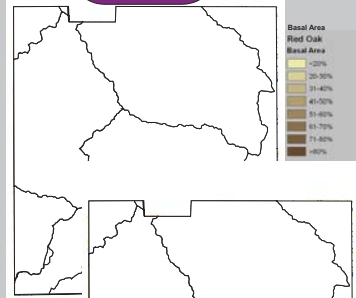 Basal Area
Red Oak
Basal Area
<20%
20-30%
31-40%
41-50%
51-60%
61-70%
71-80%
>80%